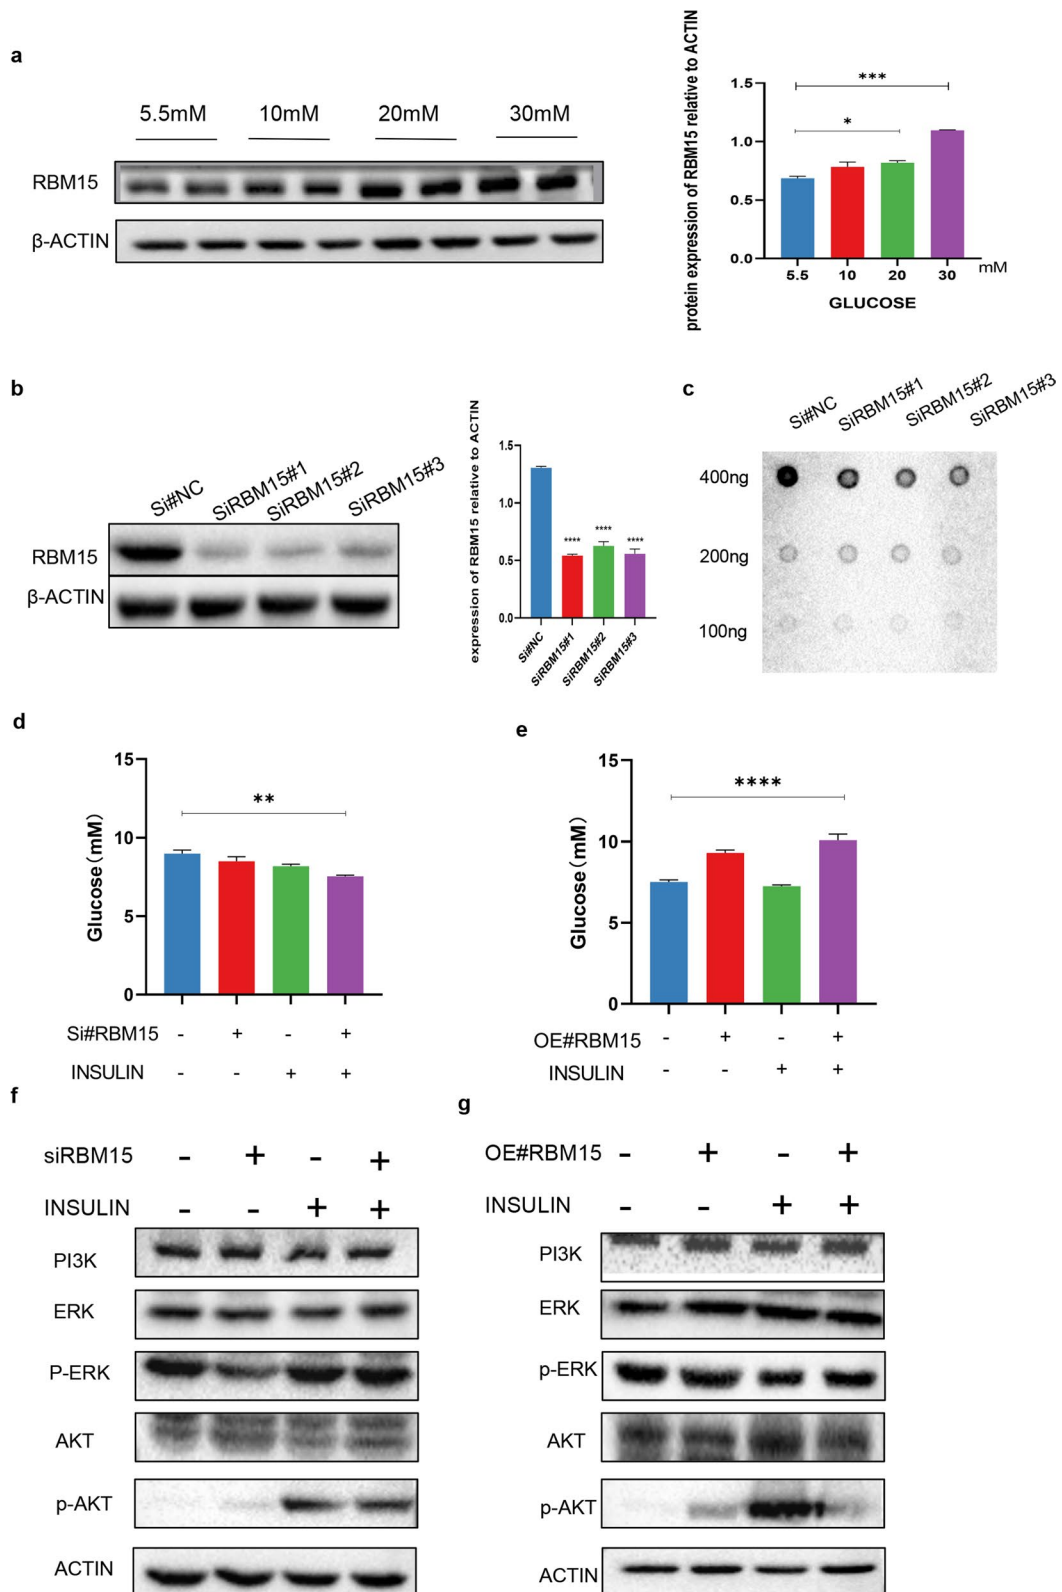 a
5.5mM 10mM 20mM 30mM
RBM15
β-ACTIN
protein expression of RBM15 relative to ACTIN
1.5
1.0
0.5
0.0
***
*
5.5 10 20 30 mM
GLUCOSE
b
Si#NC SiRBM15#1 SiRBM15#2 SiRBM15#3
RBM15
β-ACTIN
expression of RBM15 relative to ACTIN
1.5
1.0
0.5
0.0
**** **** ****
Si#NC SiRBM15#1 SiRBM15#2 SiRBM15#3
c
Si#NC SiRBM15#1 SiRBM15#2 SiRBM15#3
400ng
200ng
100ng
d
Glucose(mM)
15
10
5
0
**
Si#RBM15 - + - +
INSULIN - - + +
e
Glucose(mM)
15
10
5
0
****
OE#RBM15 - + - +
INSULIN - - + +
f
siRBM15 - + - +
INSULIN - - + +
PI3K
ERK
P-ERK
AKT
p-AKT
ACTIN
g
OE#RBM15 - + - +
INSULIN - - + +
PI3K
ERK
p-ERK
AKT
p-AKT
ACTIN